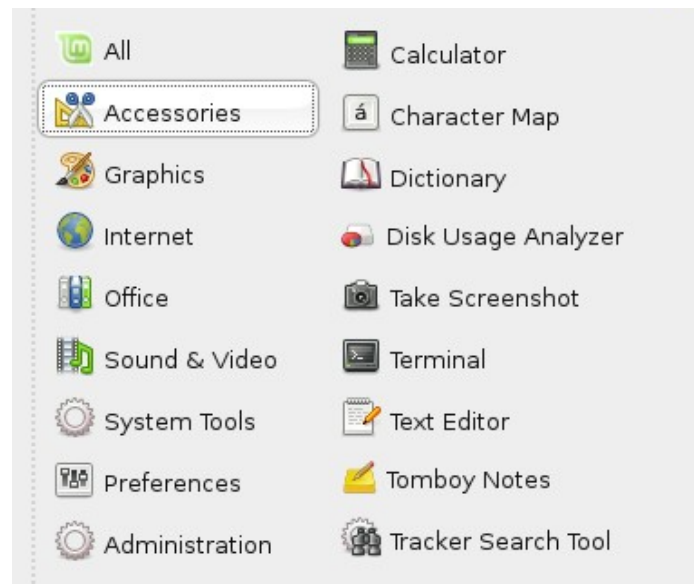 All
Accessories
Graphics
Internet
Office
Sound & Video
System Tools
Preferences
Administration
Calculator
á
Character Map
Dictionary
Disk Usage Analyzer
Take Screenshot
Terminal
Text Editor
Tomboy Notes
Tracker Search Tool